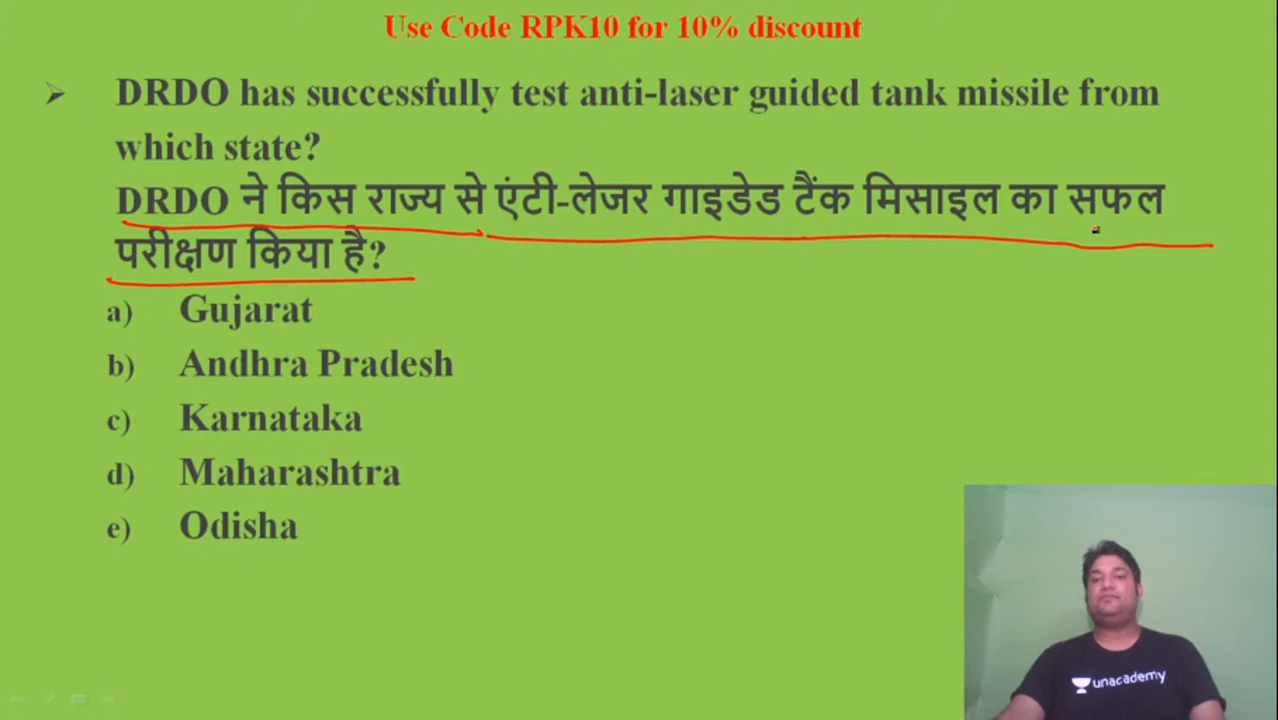 Use Code RPK10 for 10% discount
➤ DRDO has successfully test anti-laser guided tank missile from
which state?
DRDO ने किस राज्य से एंटी-लेजर गाइडेड टैंक मिसाइल का सफल
परीक्षण किया है?
a) Gujarat
b) Andhra Pradesh
c) Karnataka
d) Maharashtra
e) Odisha
unacademy